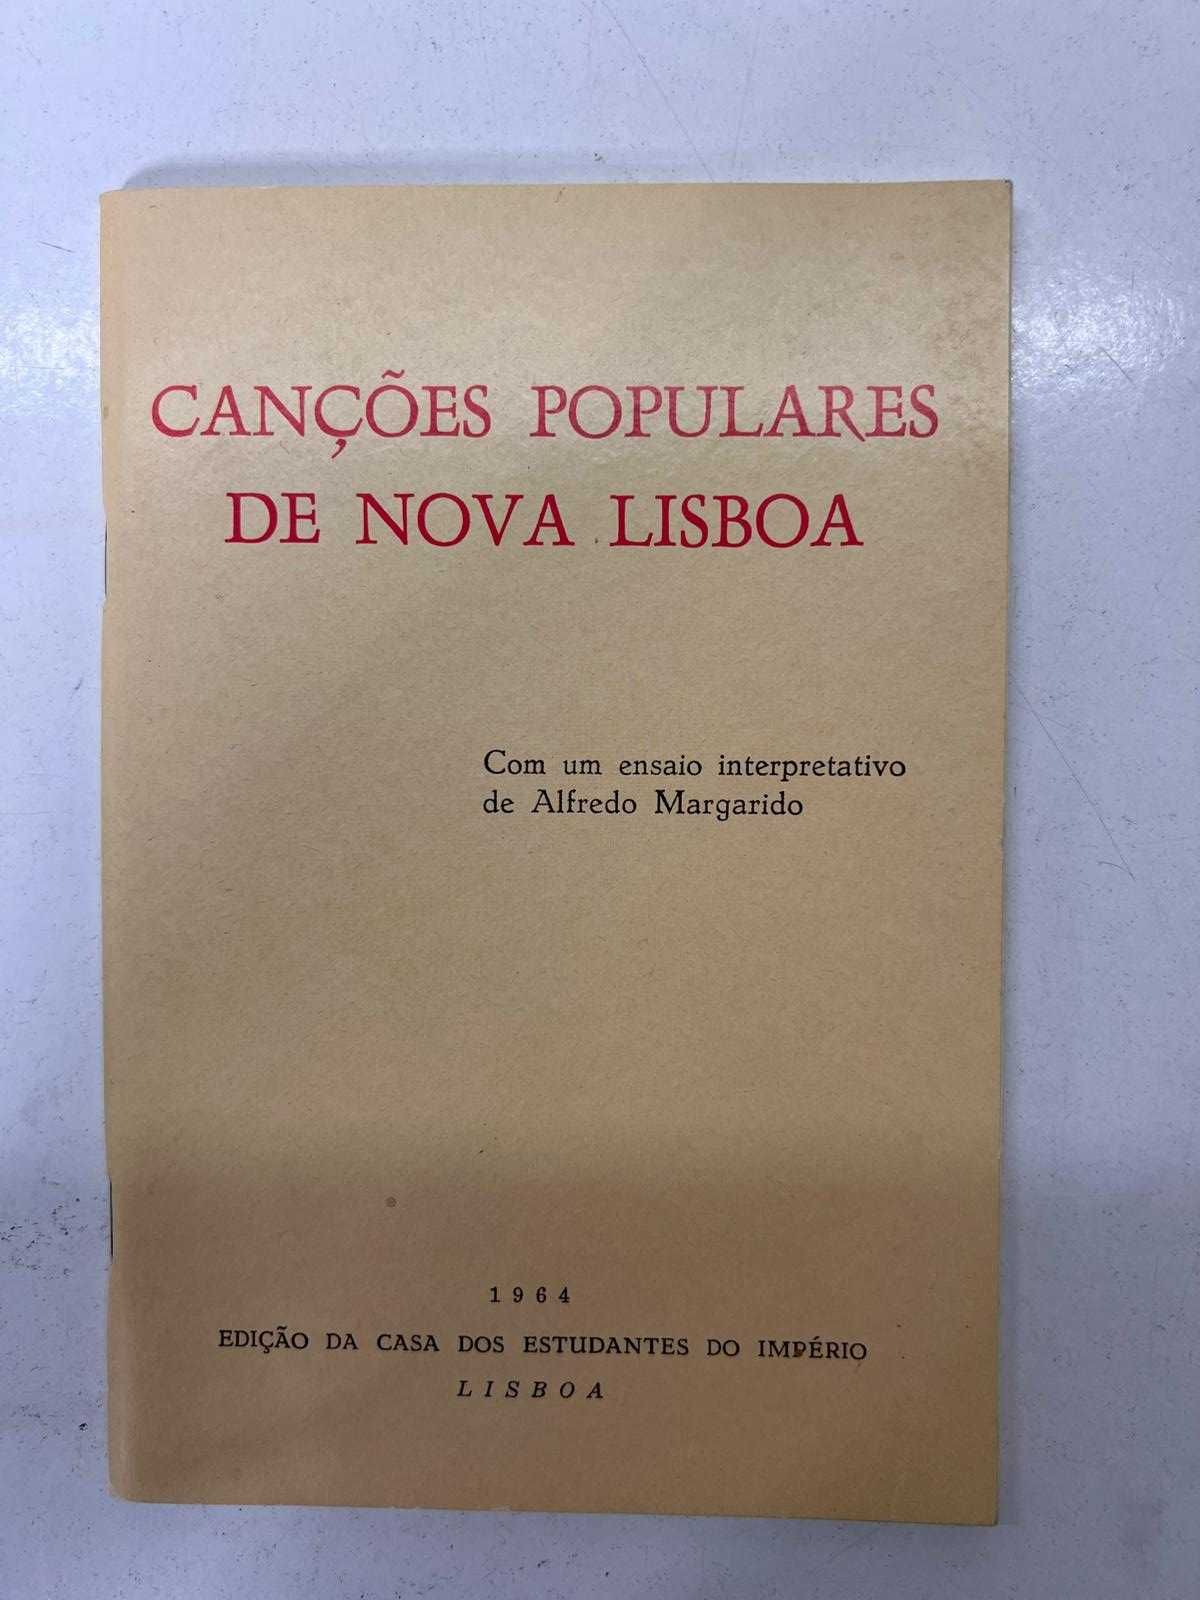 CANÇÕES POPULARES
DE NOVA LISBOA
Com um ensaio interpretativo
de Alfredo Margarido
1964
EDIÇÃO DA CASA DOS ESTUDANTES DO IMPÉRIO
LISBOA